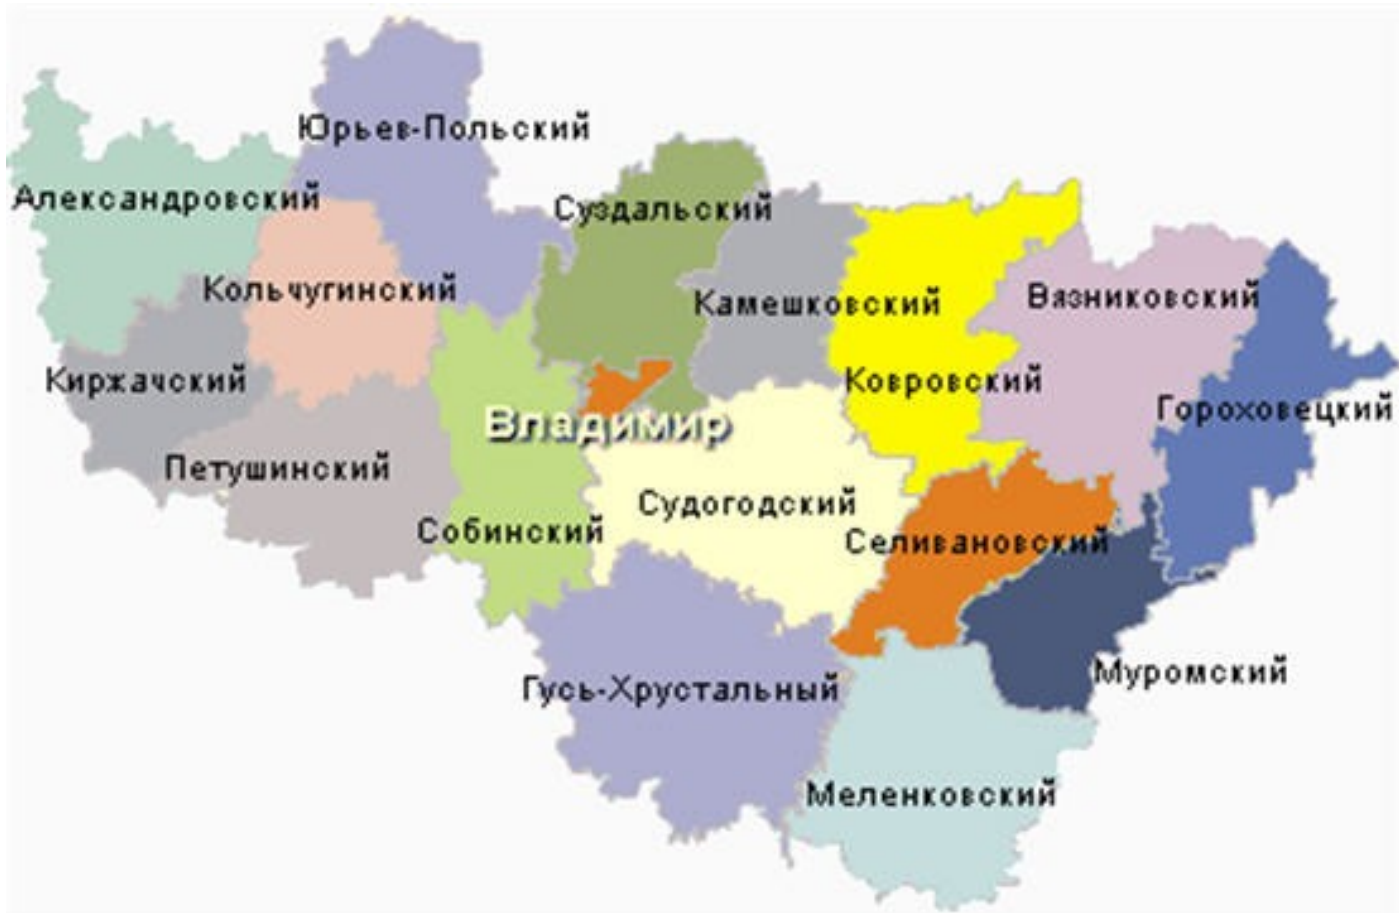 Юрьев-Польский
Александровский
Суздальский
Кольчугинский
Камешковский
Вязниковский
Киржачский
Ковровский
Гороховецкий
Владимир
Петушинский
Судогодский
Собинский
Селивановский
Муромский
Гусь-Хрустальный
Меленковский